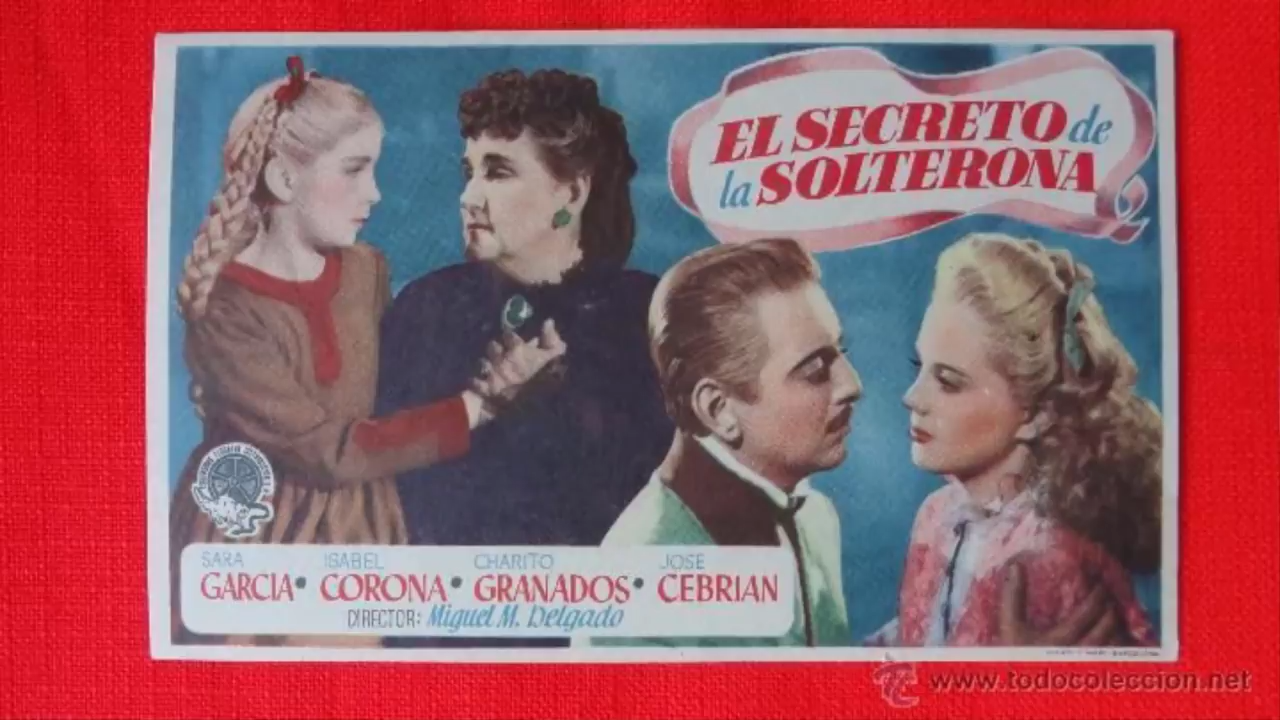 EL SECRETO de
la SOLTERONA
SARA ISABEL CHARITO JOSE
GARCIA • CORONA • GRANADOS • CEBRIAN
DIRECTOR: Miguel M. Delgado
www.todocoleccion.net